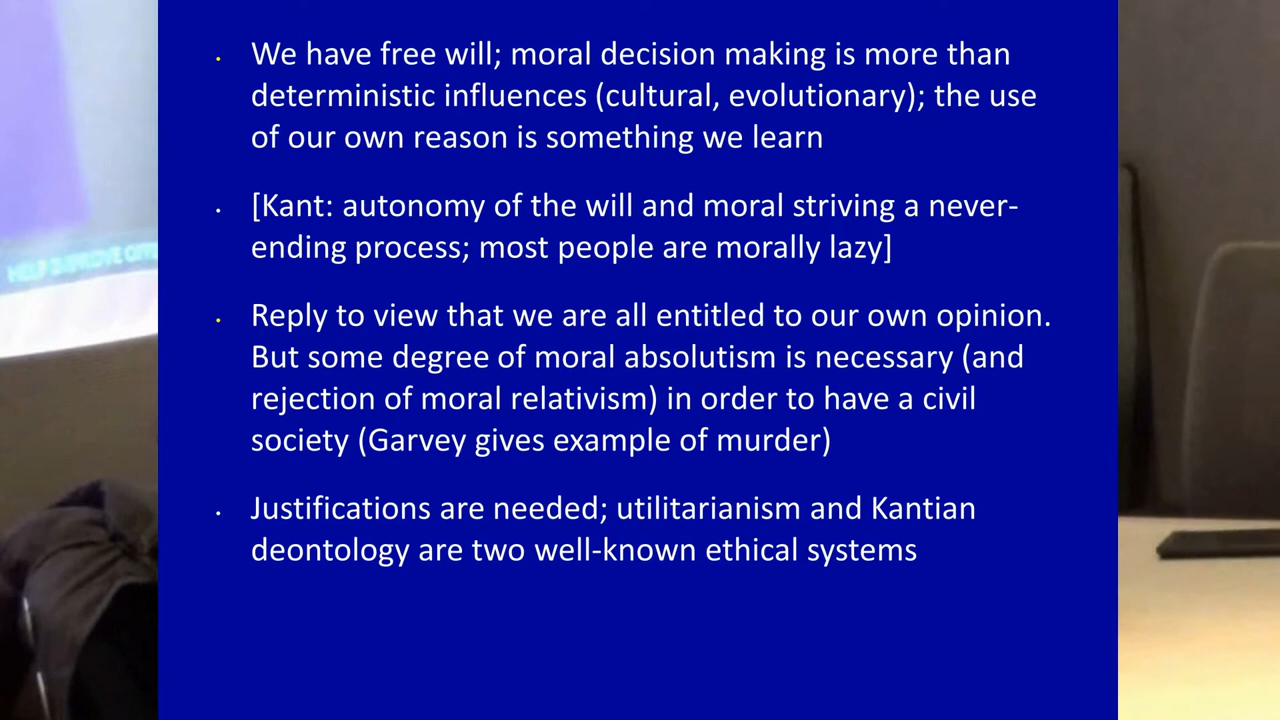 • We have free will; moral decision making is more than
deterministic influences (cultural, evolutionary); the use
of our own reason is something we learn
• [Kant: autonomy of the will and moral striving a never-
ending process; most people are morally lazy]
• Reply to view that we are all entitled to our own opinion.
But some degree of moral absolutism is necessary (and
rejection of moral relativism) in order to have a civil
society (Garvey gives example of murder)
• Justifications are needed; utilitarianism and Kantian
deontology are two well-known ethical systems
HELP IMPROVE